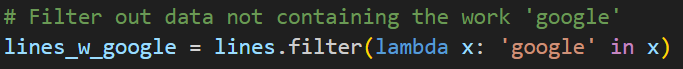 # Filter out data not containing the work 'google'
lines_w_google = lines.filter(lambda x: 'google' in x)